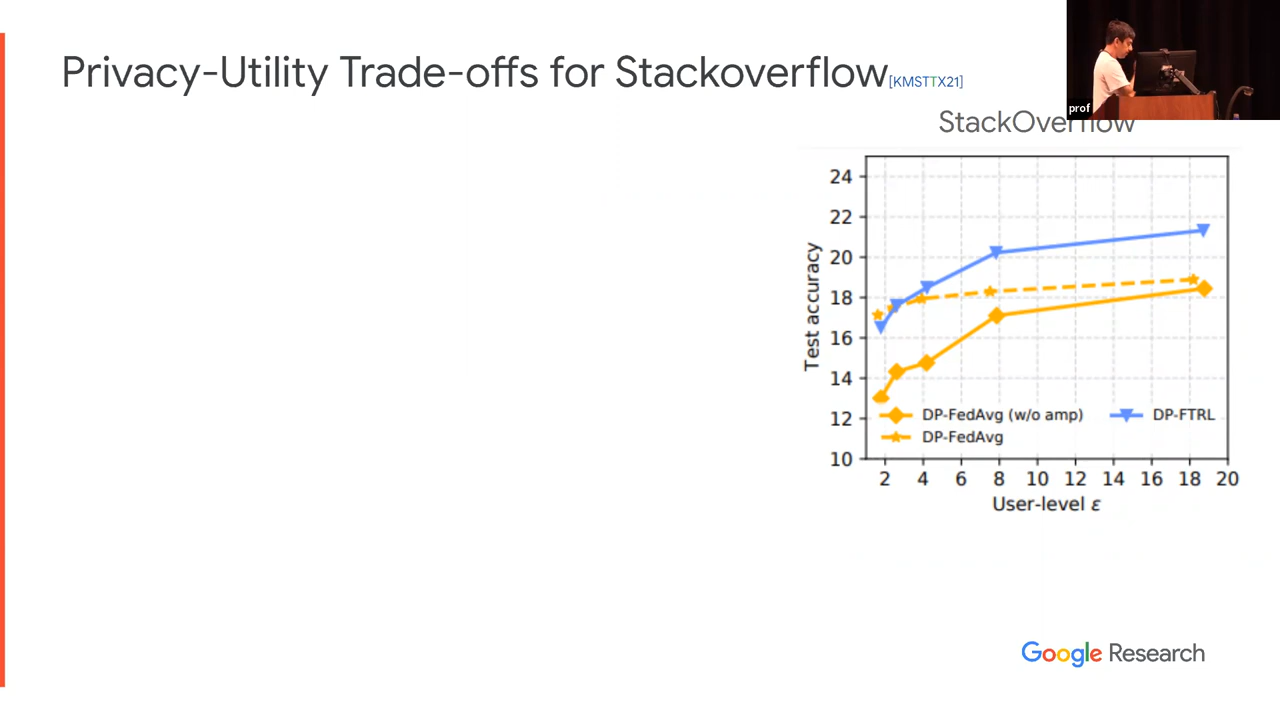 Privacy-Utility Trade-offs for Stackoverflow[KMSTTX21]
prof
StackOverflow
24
22
20
18
16
14
12
10
Test accuracy
DP-FedAvg (w/o amp)
DP-FTRL
DP-FedAvg
2 4 6 8 10 12 14 16 18 20
User-level ε
Google Research